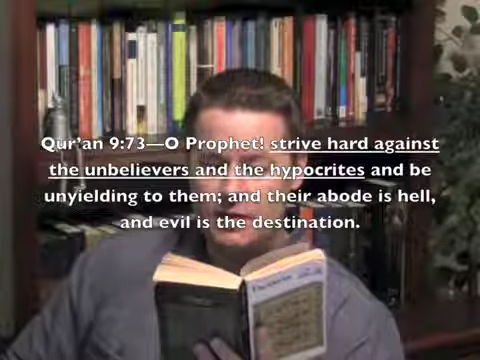 Qur'an 9:73—O Prophet! strive hard against
the unbelievers and the hypocrites and be
unyielding to them; and their abode is hell,
and evil is the destination.